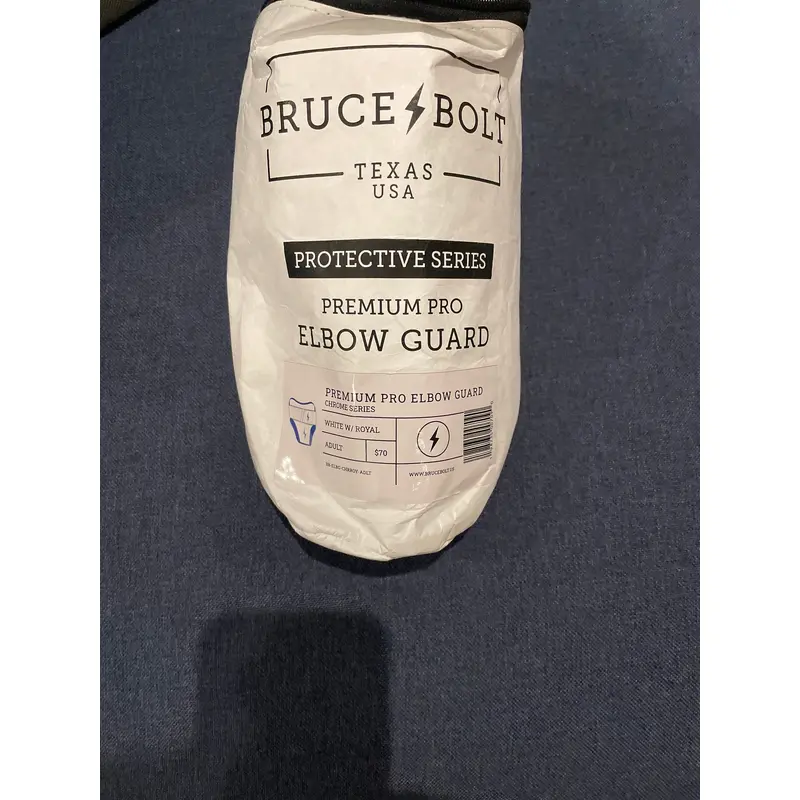 BRUCE BOLT
TEXAS
USA
PROTECTIVE SERIES
PREMIUM PRO
ELBOW GUARD
PREMIUM PRO ELBOW GUARD
CHROME SERIES
WHITE W/ ROYAL
ADULT
$70
WWW.BRUCEBOLT.US